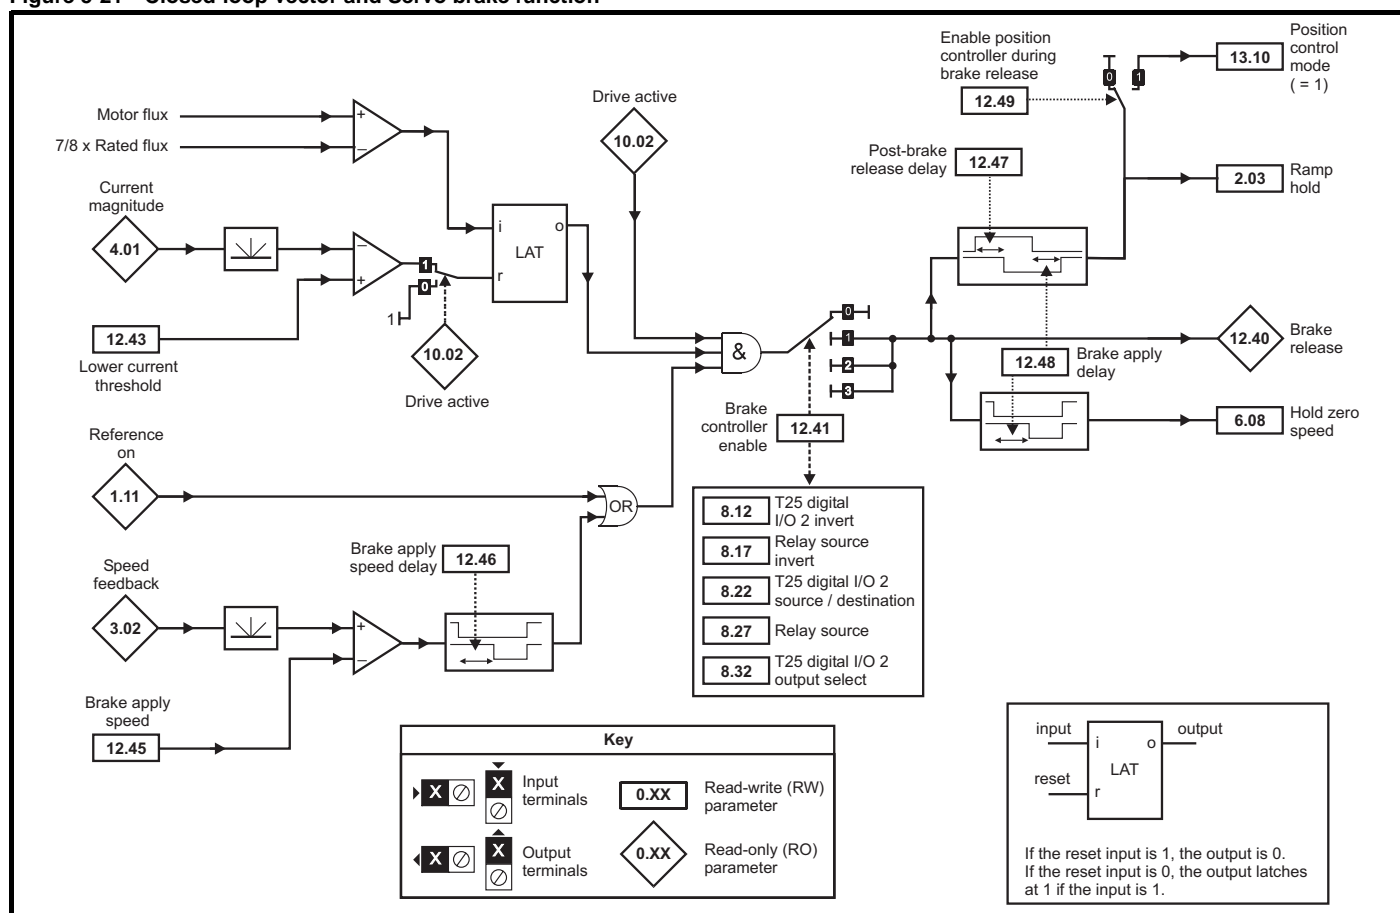 Figure 5-21 Closed-loop vector and Servo brake function
Motor flux
7/8 x Rated flux
+
–
Current
magnitude
4.01
–
+
12.43
Lower current
threshold
1
0
1
10.02
Drive active
i
o
LAT
r
Drive active
10.02
&
Reference
on
1.11
OR
Speed
feedback
3.02
Brake apply
speed delay
12.46
+
–
Brake apply
speed
12.45
Brake
controller
enable
12.41
0
1
2
3
8.12
T25 digital
I/O 2 invert
8.17
Relay source
invert
8.22
T25 digital I/O 2
source / destination
8.27
Relay source
8.32
T25 digital I/O 2
output select
Enable position
controller during
brake release
12.49
0
1
13.10
Position
control
mode
( = 1)
Post-brake
release delay
12.47
2.03
Ramp
hold
12.48
Brake apply
delay
12.40
Brake
release
6.08
Hold zero
speed
Key
X
X
Input
terminals
X
X
Output
terminals
0.XX
Read-write (RW)
parameter
0.XX
Read-only (RO)
parameter
input
i
o
output
LAT
reset
r
If the reset input is 1, the output is 0.
If the reset input is 0, the output latches
at 1 if the input is 1.